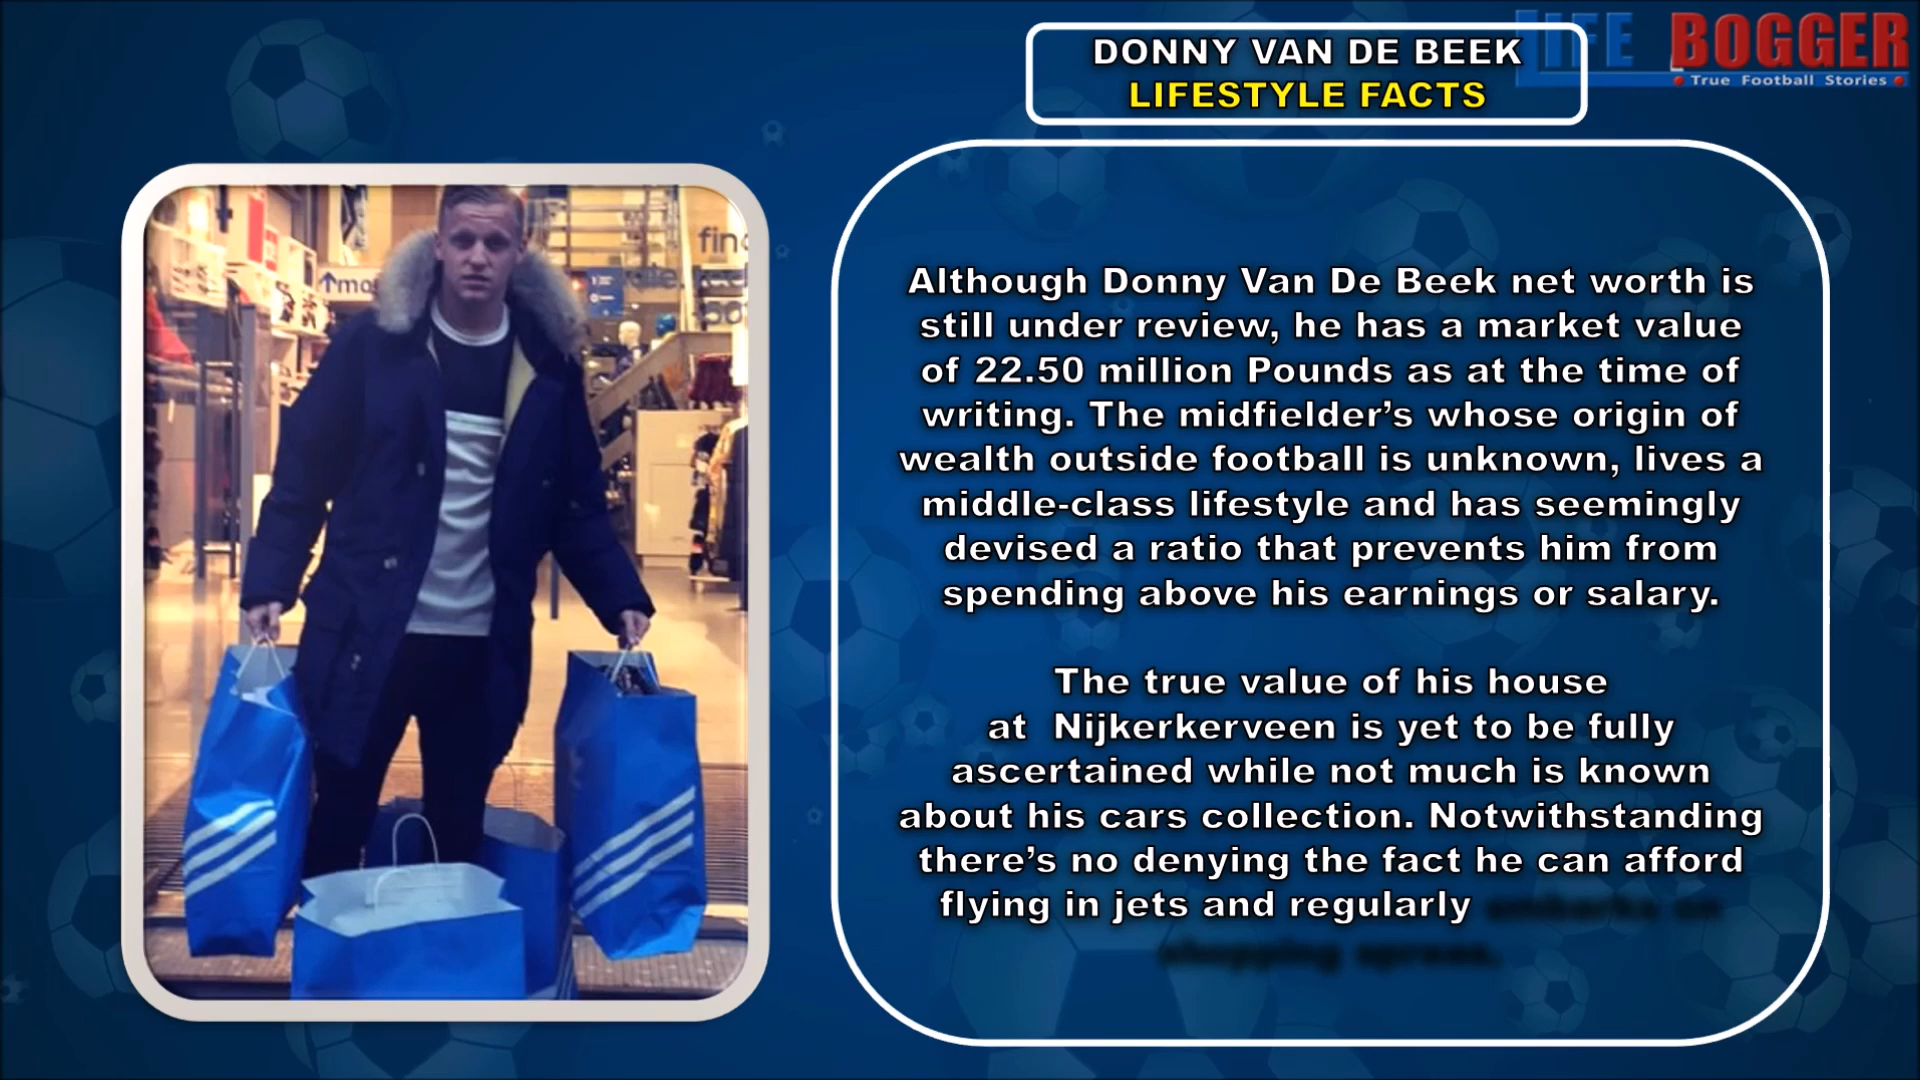 LIFE BOGGER
True Football Stories
DONNY VAN DE BEEK
LIFESTYLE FACTS
Although Donny Van De Beek net worth is
still under review, he has a market value
of 22.50 million Pounds as at the time of
writing. The midfielder’s whose origin of
wealth outside football is unknown, lives a
middle-class lifestyle and has seemingly
devised a ratio that prevents him from
spending above his earnings or salary.
The true value of his house
at Nijkerkerveen is yet to be fully
ascertained while not much is known
about his cars collection. Notwithstanding
there’s no denying the fact he can afford
flying in jets and regularly